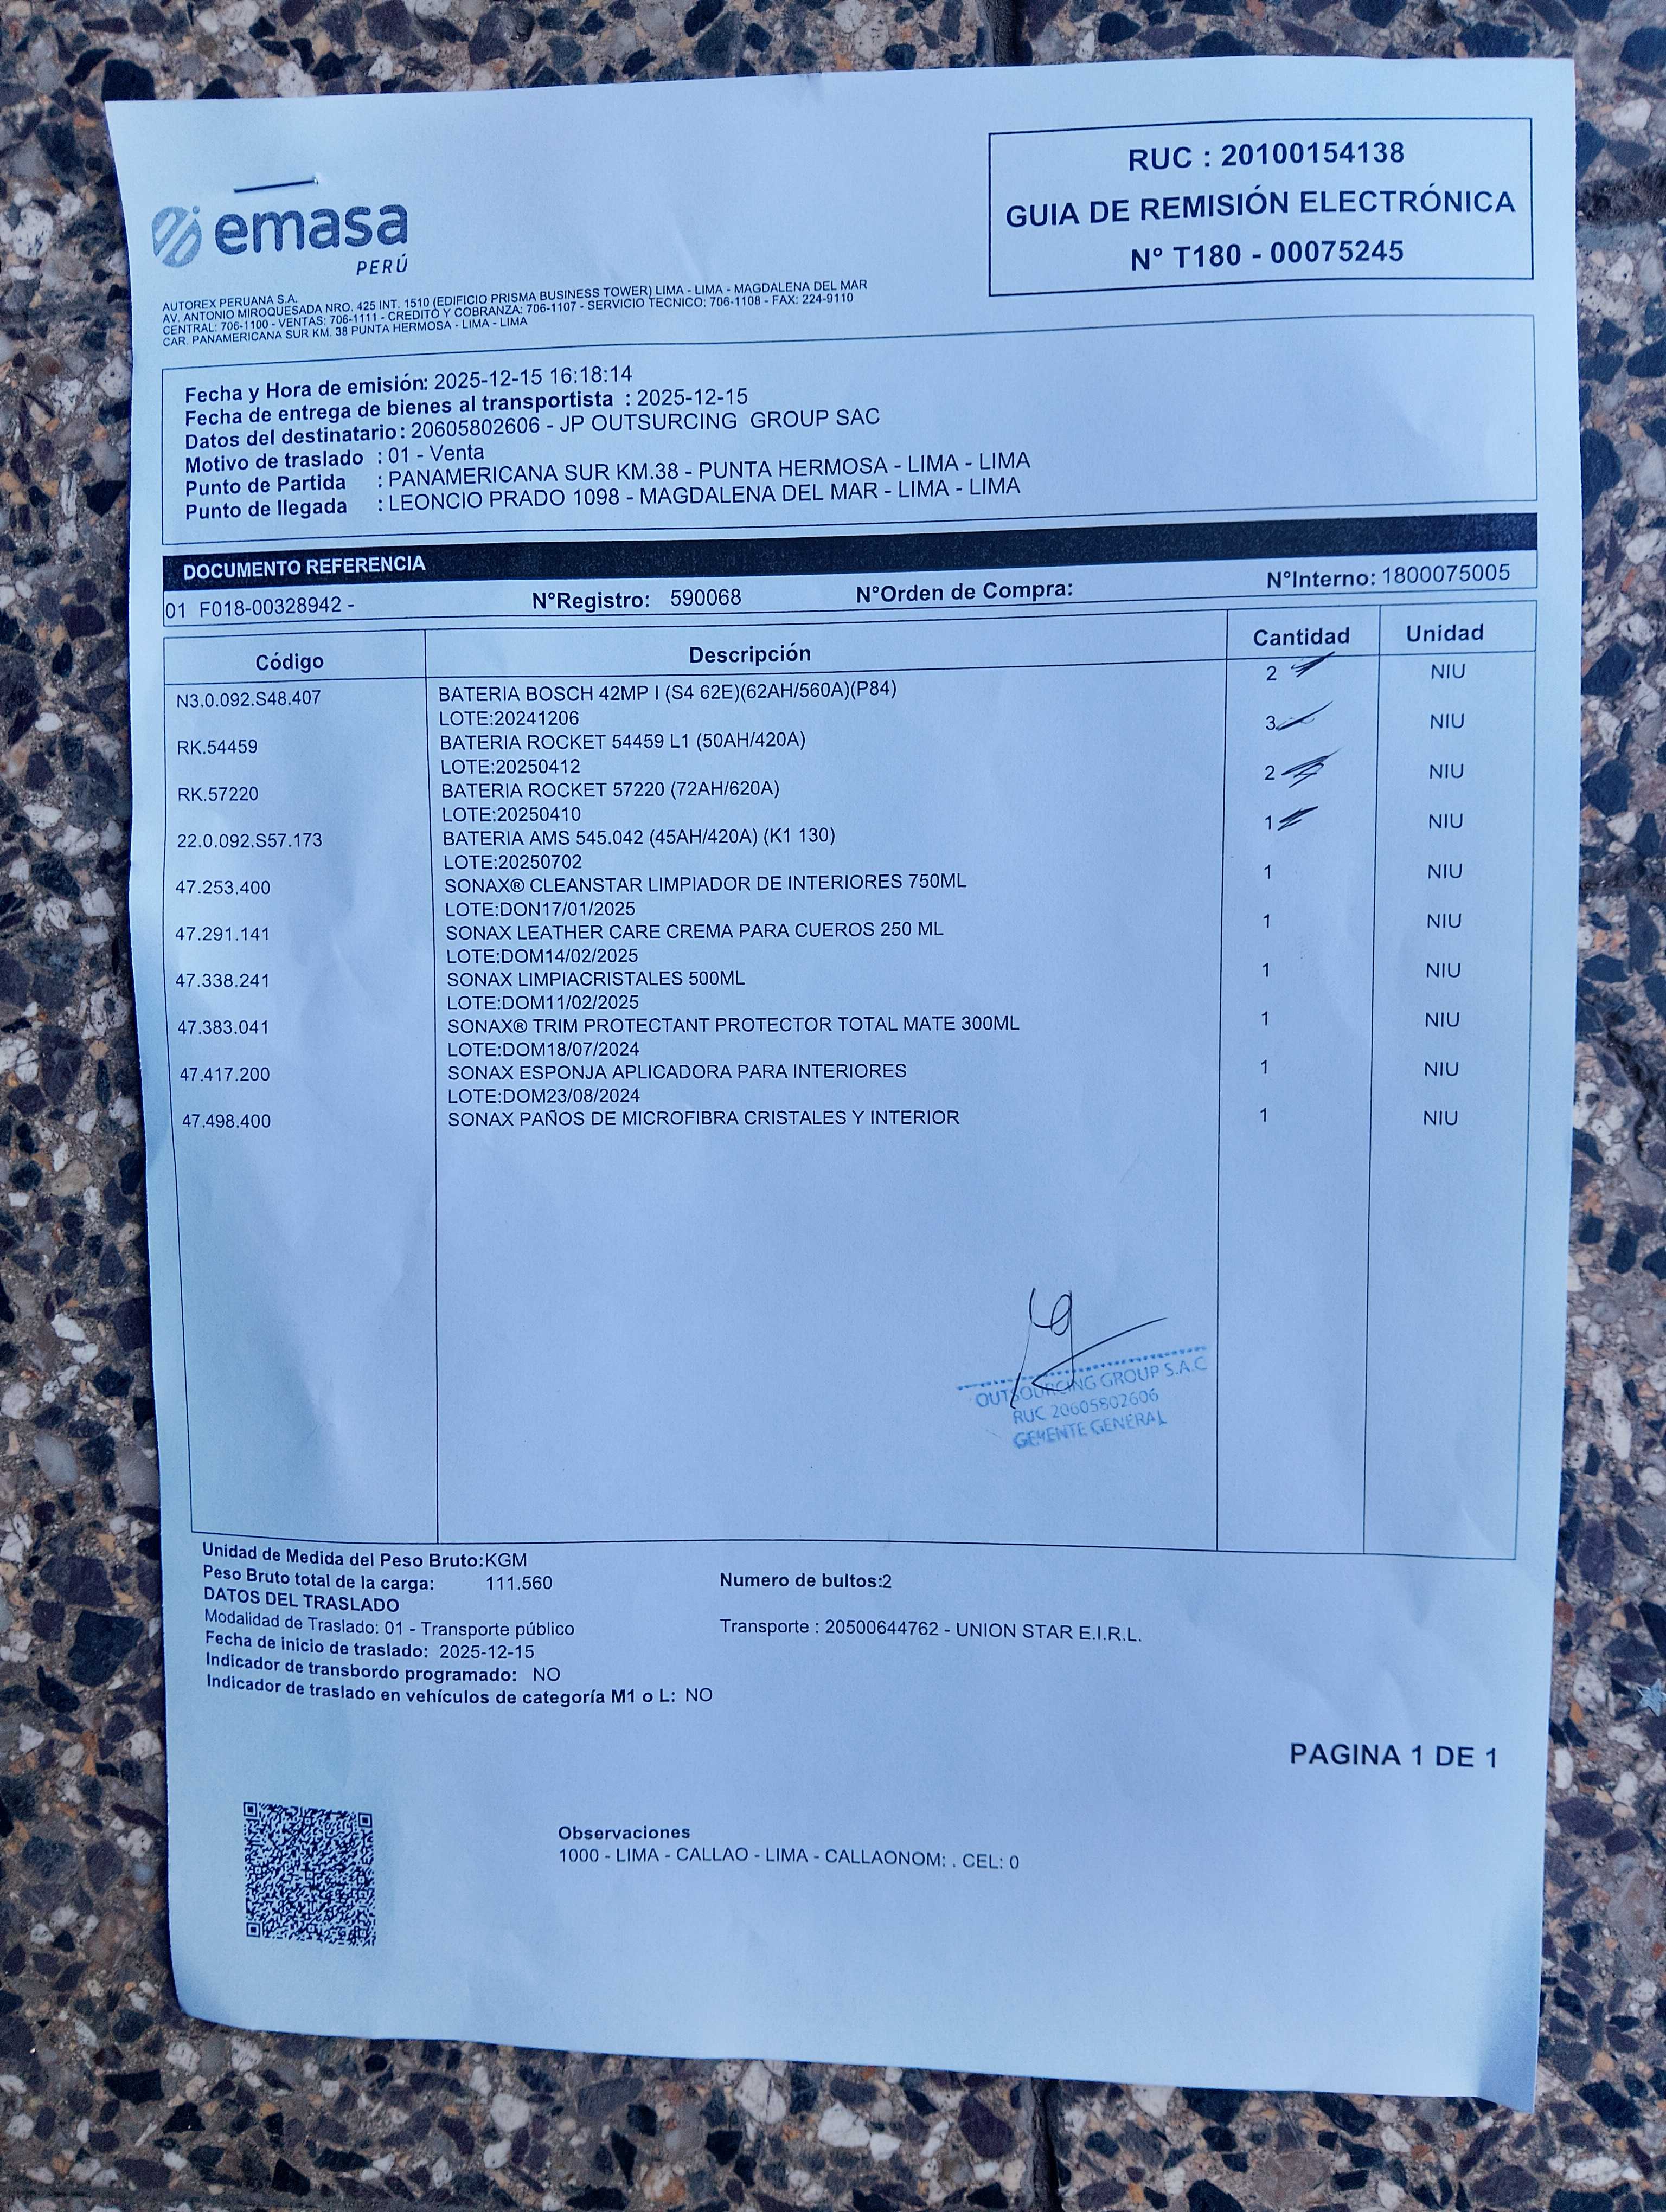 emasa
PERÚ
RUC : 20100154138
GUIA DE REMISIÓN ELECTRÓNICA
N° T180 - 00075245
AUTOREX PERUANA S.A.
AV. ANTONIO MIROQUESADA NRO. 425 INT. 1510 (EDIFICIO PRISMA BUSINESS TOWER) LIMA - LIMA - MAGDALENA DEL MAR
CENTRAL: 706-1100 - VENTAS: 706-1111 - CREDITO Y COBRANZA: 706-1107 - SERVICIO TECNICO: 706-1108 - FAX: 224-9110
CAR. PANAMERICANA SUR KM. 38 PUNTA HERMOSA - LIMA - LIMA
Fecha y Hora de emisión: 2025-12-15 16:18:14
Fecha de entrega de bienes al transportista : 2025-12-15
Datos del destinatario : 20605802606 - JP OUTSURCING GROUP SAC
Motivo de traslado : 01 - Venta
Punto de Partida : PANAMERICANA SUR KM.38 - PUNTA HERMOSA - LIMA - LIMA
Punto de llegada : LEONCIO PRADO 1098 - MAGDALENA DEL MAR - LIMA - LIMA
DOCUMENTO REFERENCIA
01 F018-00328942 - N°Registro: 590068 N°Orden de Compra: N°Interno: 1800075005
Código Descripción Cantidad Unidad
N3.0.092.S48.407 BATERIA BOSCH 42MP I (S4 62E)(62AH/560A)(P84) 2 NIU
LOTE:20241206
RK.54459 BATERIA ROCKET 54459 L1 (50AH/420A) 3 NIU
LOTE:20250412
RK.57220 BATERIA ROCKET 57220 (72AH/620A) 2 NIU
LOTE:20250410
22.0.092.S57.173 BATERIA AMS 545.042 (45AH/420A) (K1 130) 1 NIU
LOTE:20250702
47.253.400 SONAX® CLEANSTAR LIMPIADOR DE INTERIORES 750ML 1 NIU
LOTE:DON17/01/2025
47.291.141 SONAX LEATHER CARE CREMA PARA CUEROS 250 ML 1 NIU
LOTE:DOM14/02/2025
47.338.241 SONAX LIMPIACRISTALES 500ML 1 NIU
LOTE:DOM11/02/2025
47.383.041 SONAX® TRIM PROTECTANT PROTECTOR TOTAL MATE 300ML 1 NIU
LOTE:DOM18/07/2024
47.417.200 SONAX ESPONJA APLICADORA PARA INTERIORES 1 NIU
LOTE:DOM23/08/2024
47.498.400 SONAX PAÑOS DE MICROFIBRA CRISTALES Y INTERIOR 1 NIU
OUTSOURCING GROUP S.A.C
RUC 20605802606
GERENTE GENERAL
Unidad de Medida del Peso Bruto:KGM
Peso Bruto total de la carga: 111.560 Numero de bultos:2
DATOS DEL TRASLADO
Modalidad de Traslado: 01 - Transporte público Transporte : 20500644762 - UNION STAR E.I.R.L.
Fecha de inicio de traslado: 2025-12-15
Indicador de transbordo programado: NO
Indicador de traslado en vehículos de categoría M1 o L: NO
PAGINA 1 DE 1
Observaciones
1000 - LIMA - CALLAO - LIMA - CALLAONOM: . CEL: 0